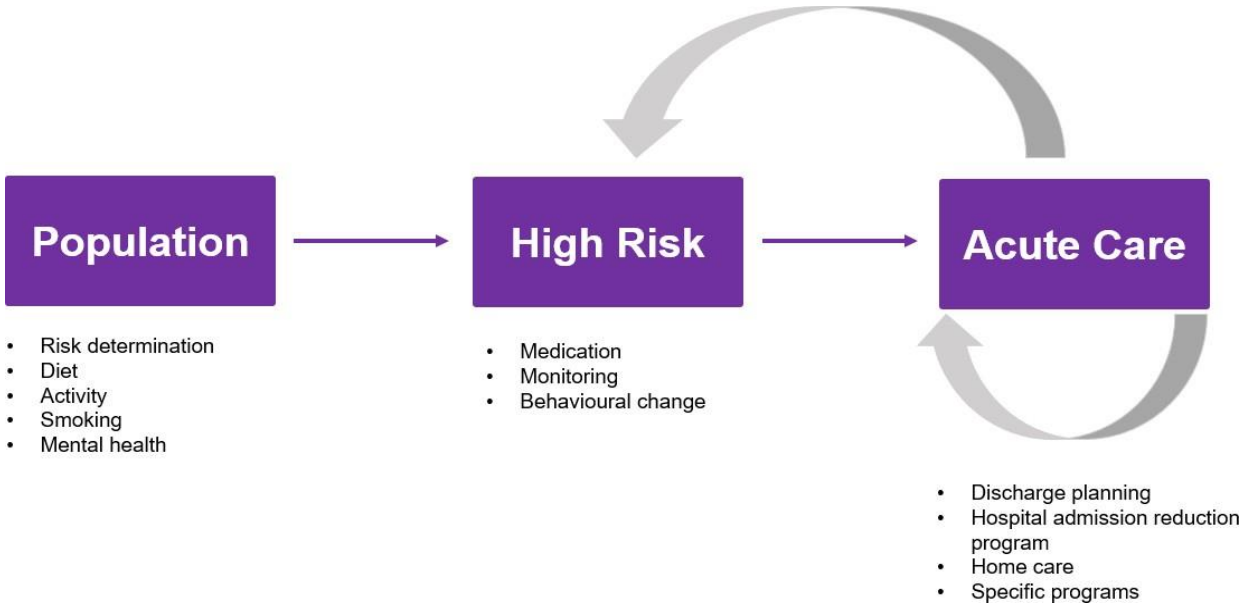 Population
High Risk
Acute Care
• Risk determination
• Diet
• Activity
• Smoking
• Mental health
• Medication
• Monitoring
• Behavioural change
• Discharge planning
• Hospital admission reduction
program
• Home care
• Specific programs